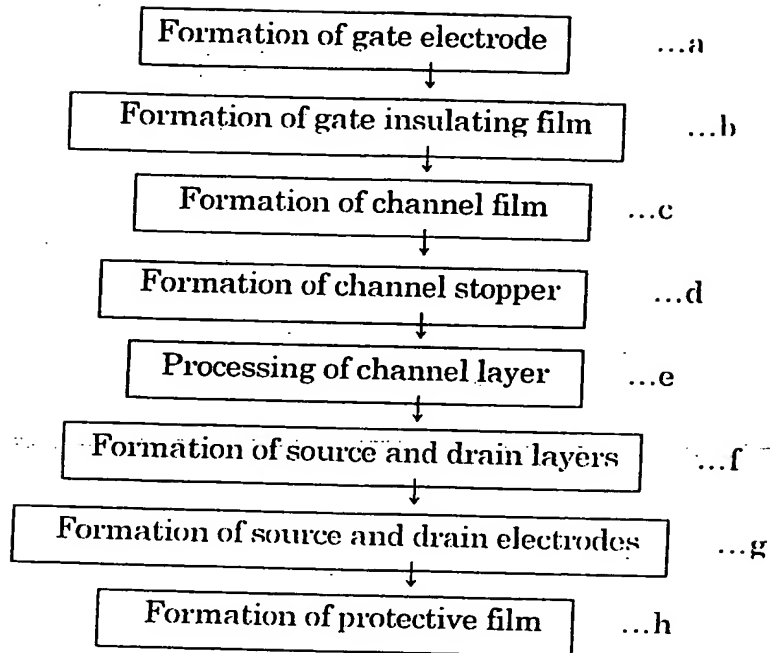 Formation of gate electrode ...a
Formation of gate insulating film ...b
Formation of channel film ...c
Formation of channel stopper ...d
Processing of channel layer ...e
Formation of source and drain layers ...f
Formation of source and drain electrodes ...g
Formation of protective film ...h